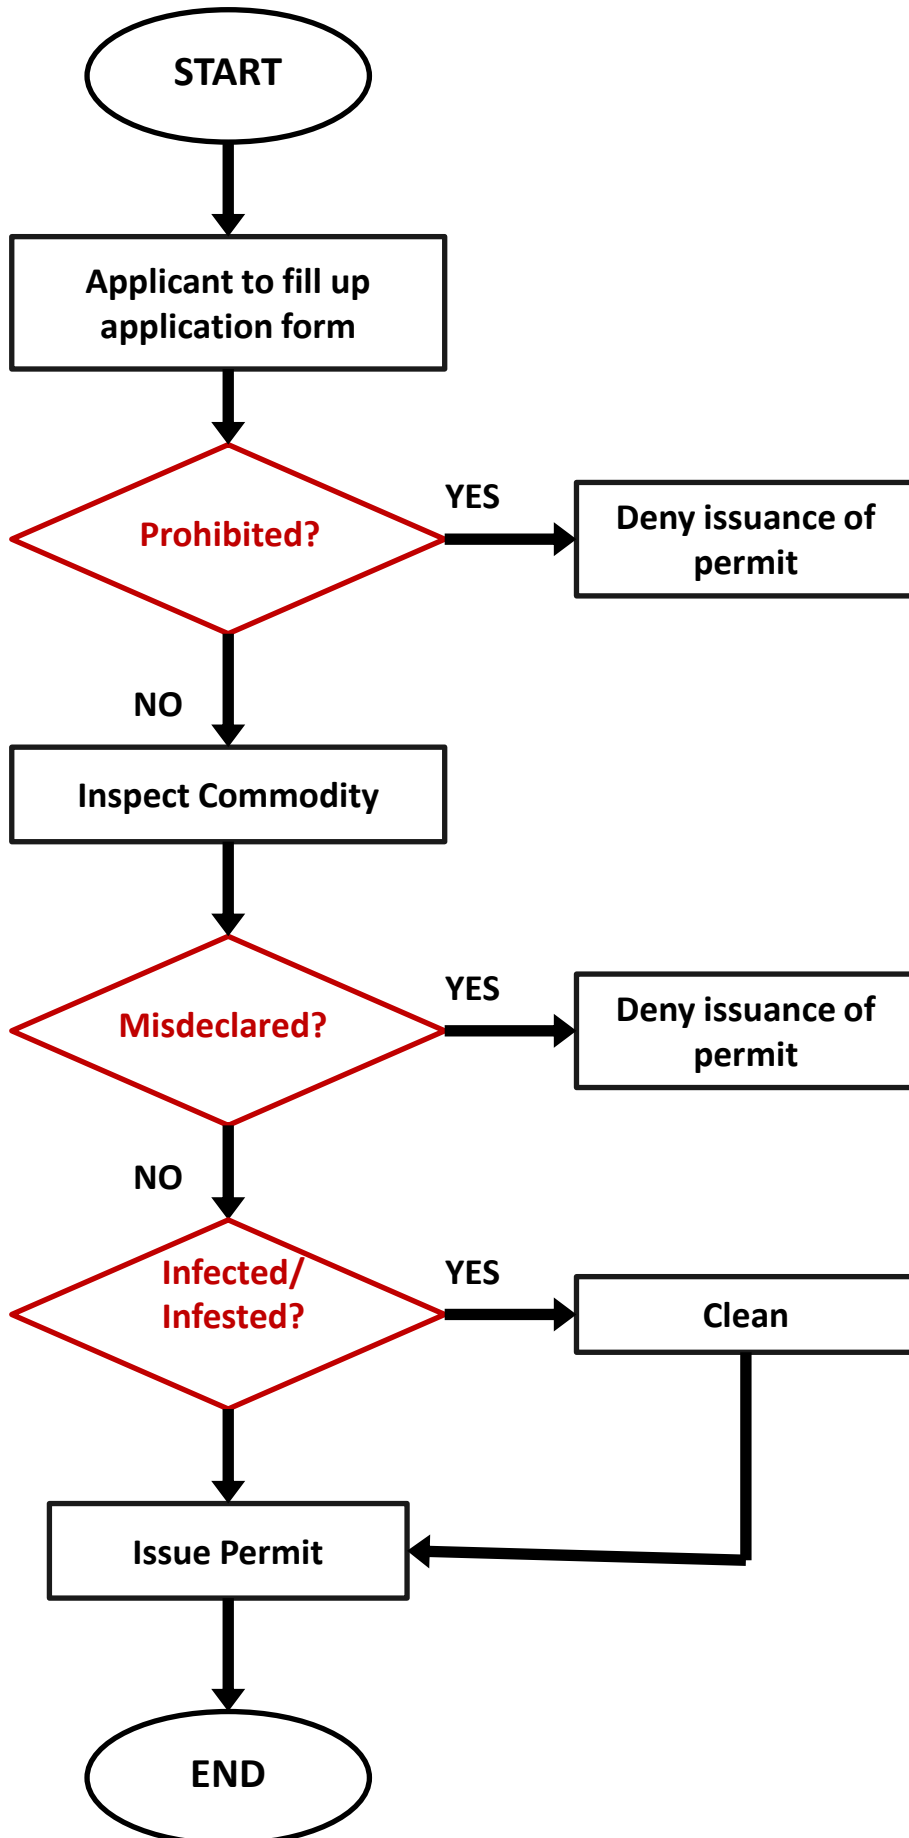 START
Applicant to fill up
application form
Prohibited?
YES
Deny issuance of
permit
NO
Inspect Commodity
Misdeclared?
YES
Deny issuance of
permit
NO
Infected/
Infested?
YES
Clean
Issue Permit
END